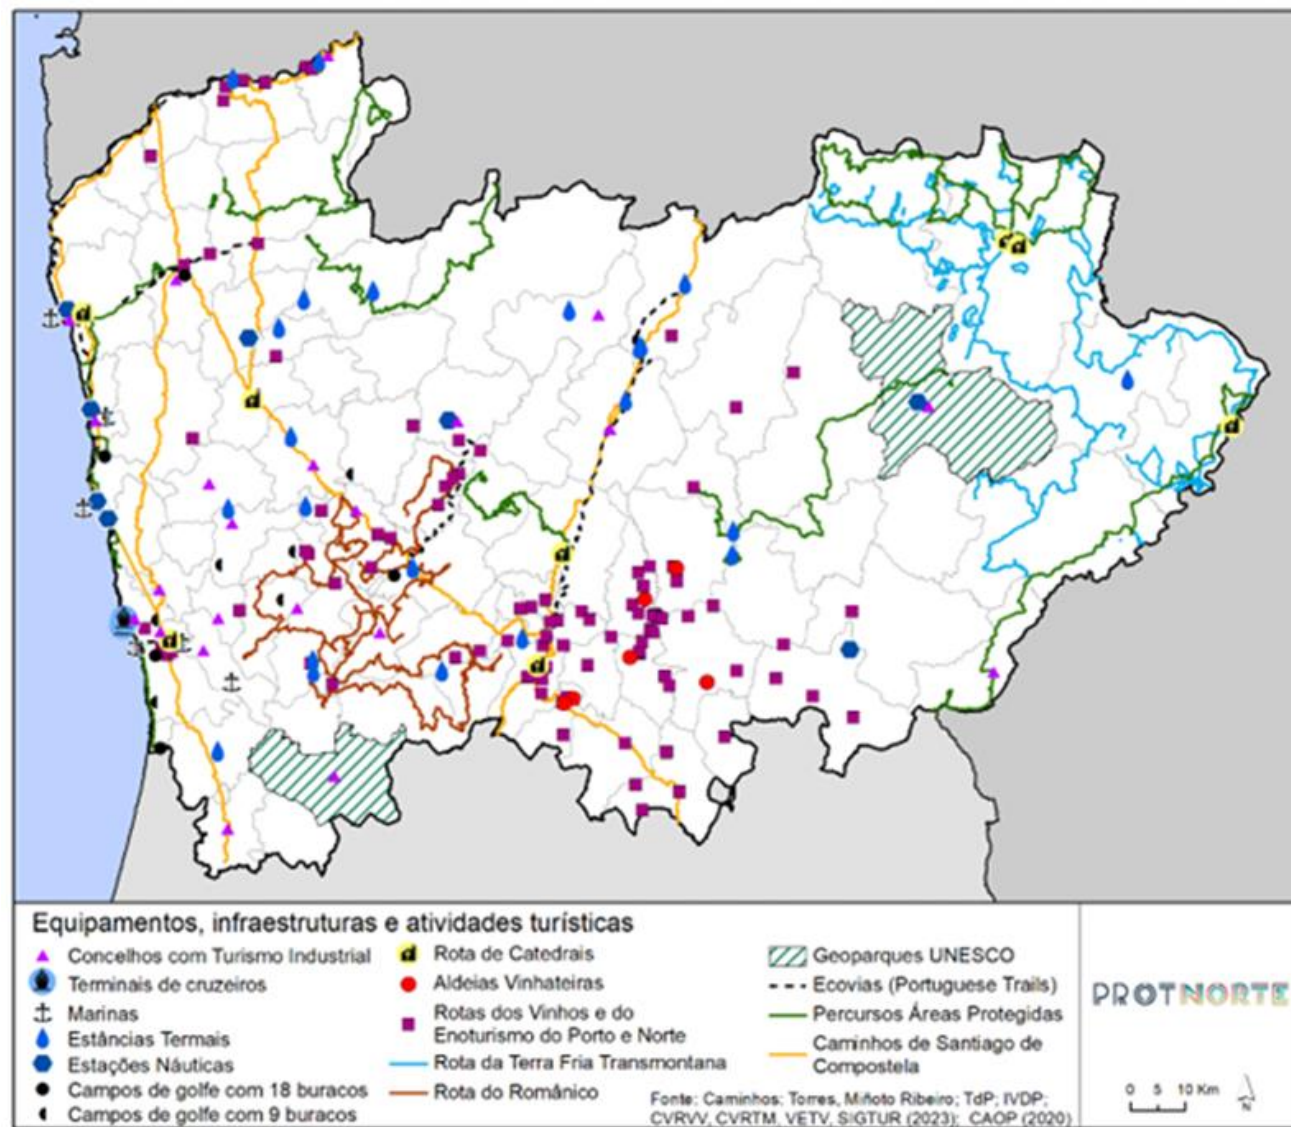 Equipamentos, infraestruturas e atividades turísticas
Concelhos com Turismo Industrial
Terminais de cruzeiros
Marinas
Estâncias Termais
Estações Náuticas
Campos de golfe com 18 buracos
Campos de golfe com 9 buracos
Rota de Catedrais
Aldeias Vinhateiras
Rotas dos Vinhos e do
Enoturismo do Porto e Norte
Rota da Terra Fria Transmontana
Rota do Românico
Geoparques UNESCO
Ecovias (Portuguese Trails)
Percursos Áreas Protegidas
Caminhos de Santiago de
Compostela
Fonte: Caminhos: Torres, Miñoto Ribeiro; TdP; IVDP;
CVRVV, CVRTM, VETV, SIGTUR (2023); CAOP (2020)
PROTNORTE
0 5 10 Km
N